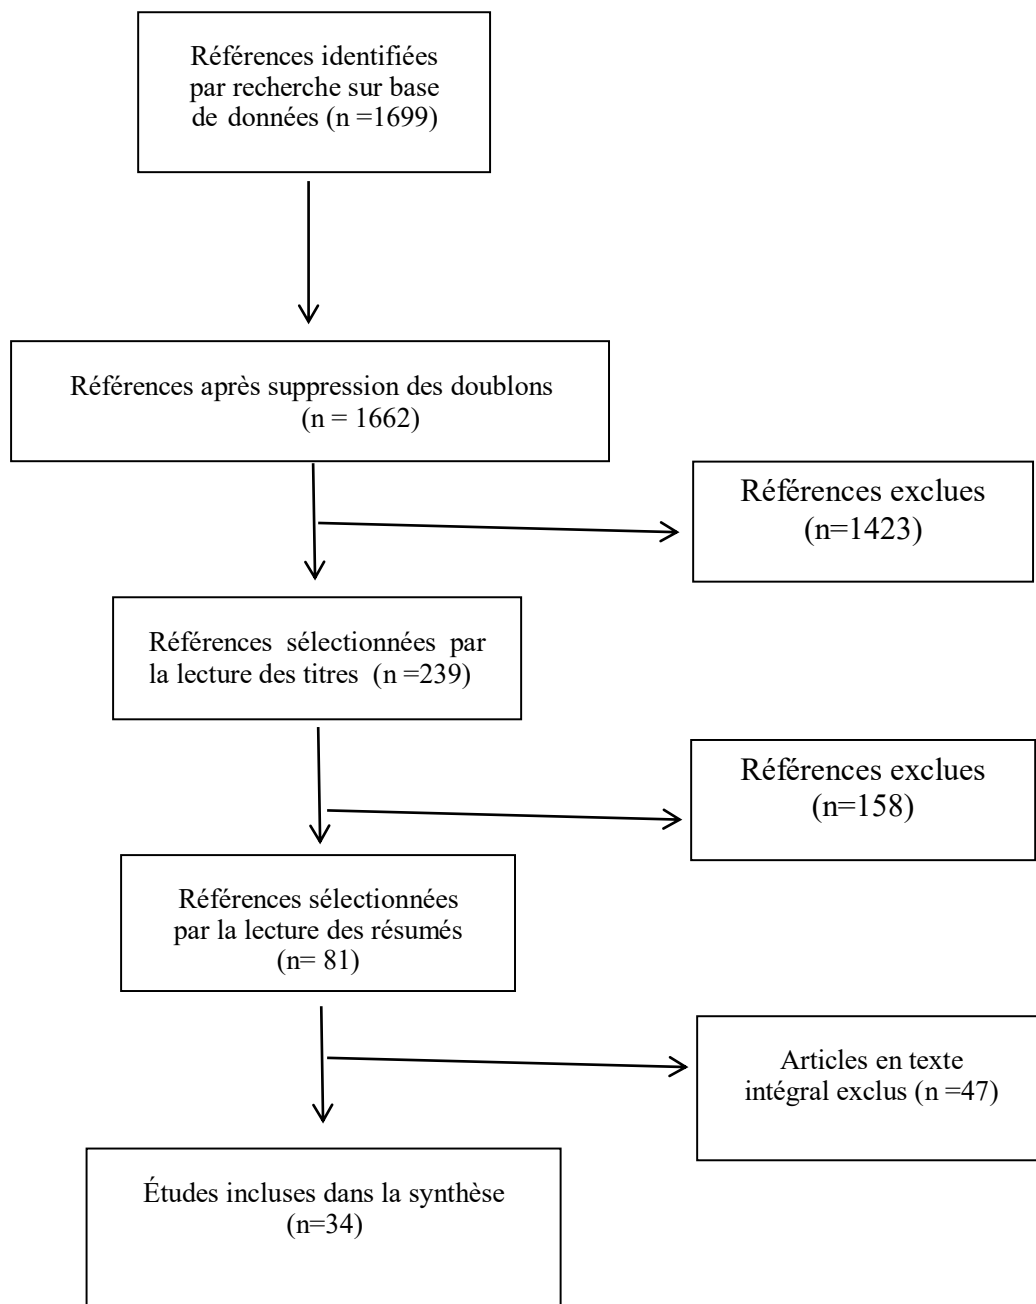 Références identifiées
par recherche sur base
de données (n =1699)
Références après suppression des doublons
(n = 1662)
Références exclues
(n=1423)
Références sélectionnées par
la lecture des titres (n =239)
Références exclues
(n=158)
Références sélectionnées
par la lecture des résumés
(n= 81)
Articles en texte
intégral exclus (n =47)
Études incluses dans la synthèse
(n=34)